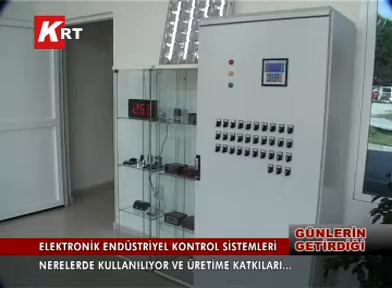 KRT
ELEKTRONİK ENDÜSTRİYEL KONTROL SİSTEMLERİ
GÜNLERİN
GETİRDİĞİ
NERELERDE KULLANILIYOR VE ÜRETİME KATKILARI...